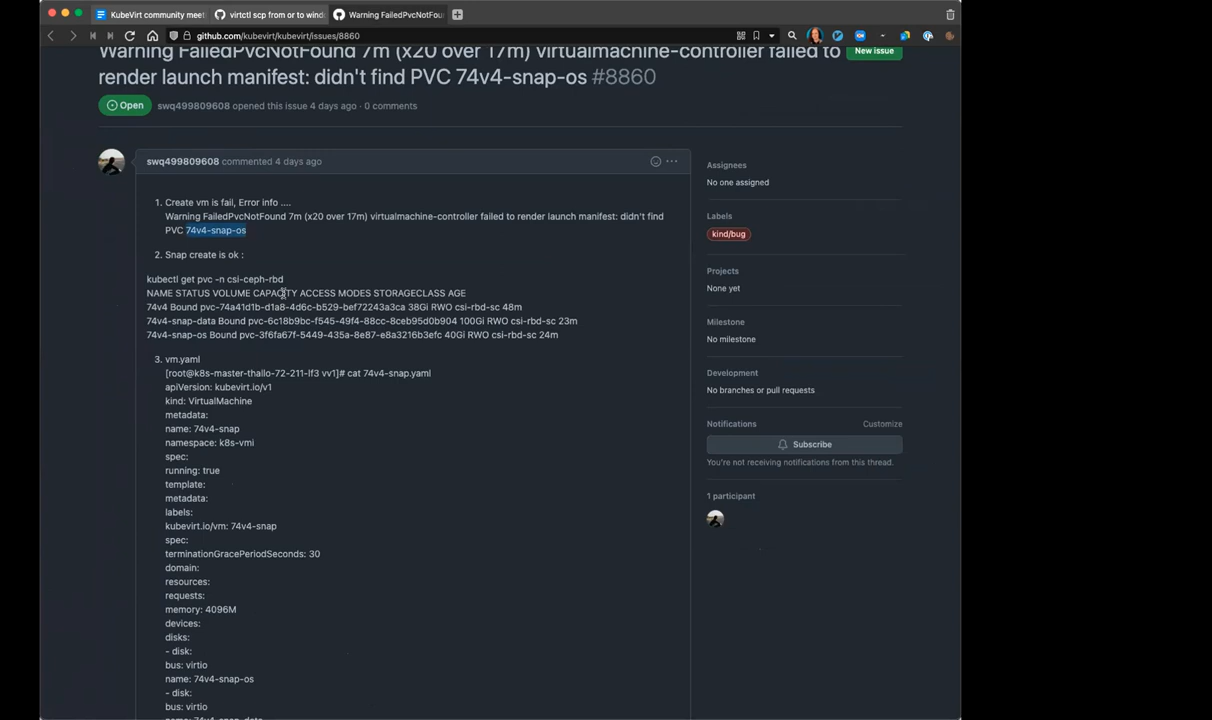 KubeVirt community meet
virtctl scp from or to wind
Warning FailedPvcNotFou
github.com/kubevirt/kubevirt/issues/8860
Warning FailedPvcNotFound 7m (x20 over 17m) virtualmachine-controller failed to
render launch manifest: didn't find PVC 74v4-snap-os #8860
New issue
Open
swq499809608 opened this issue 4 days ago · 0 comments
swq499809608 commented 4 days ago
1. Create vm is fail, Error info ....
Warning FailedPvcNotFound 7m (x20 over 17m) virtualmachine-controller failed to render launch manifest: didn't find
PVC 74v4-snap-os
2. Snap create is ok :
kubectl get pvc -n csi-ceph-rbd
NAME STATUS VOLUME CAPACITY ACCESS MODES STORAGECLASS AGE
74v4 Bound pvc-74a41d1b-d1a8-4d6c-b529-bef72243a3ca 38Gi RWO csi-rbd-sc 48m
74v4-snap-data Bound pvc-6c18b9bc-f545-49f4-88cc-8ceb95d0b904 100Gi RWO csi-rbd-sc 23m
74v4-snap-os Bound pvc-3f6fa67f-5449-435a-8e87-e8a3216b3efc 40Gi RWO csi-rbd-sc 24m
3. vm.yaml
[root@k8s-master-thallo-72-211-lf3 vv1]# cat 74v4-snap.yaml
apiVersion: kubevirt.io/v1
kind: VirtualMachine
metadata:
name: 74v4-snap
namespace: k8s-vmi
spec:
running: true
template:
metadata:
labels:
kubevirt.io/vm: 74v4-snap
spec:
terminationGracePeriodSeconds: 30
domain:
resources:
requests:
memory: 4096M
devices:
disks:
- disk:
bus: virtio
name: 74v4-snap-os
- disk:
bus: virtio
name: 74v4-snap-data
Assignees
No one assigned
Labels
kind/bug
Projects
None yet
Milestone
No milestone
Development
No branches or pull requests
Notifications
Customize
Subscribe
You're not receiving notifications from this thread.
1 participant